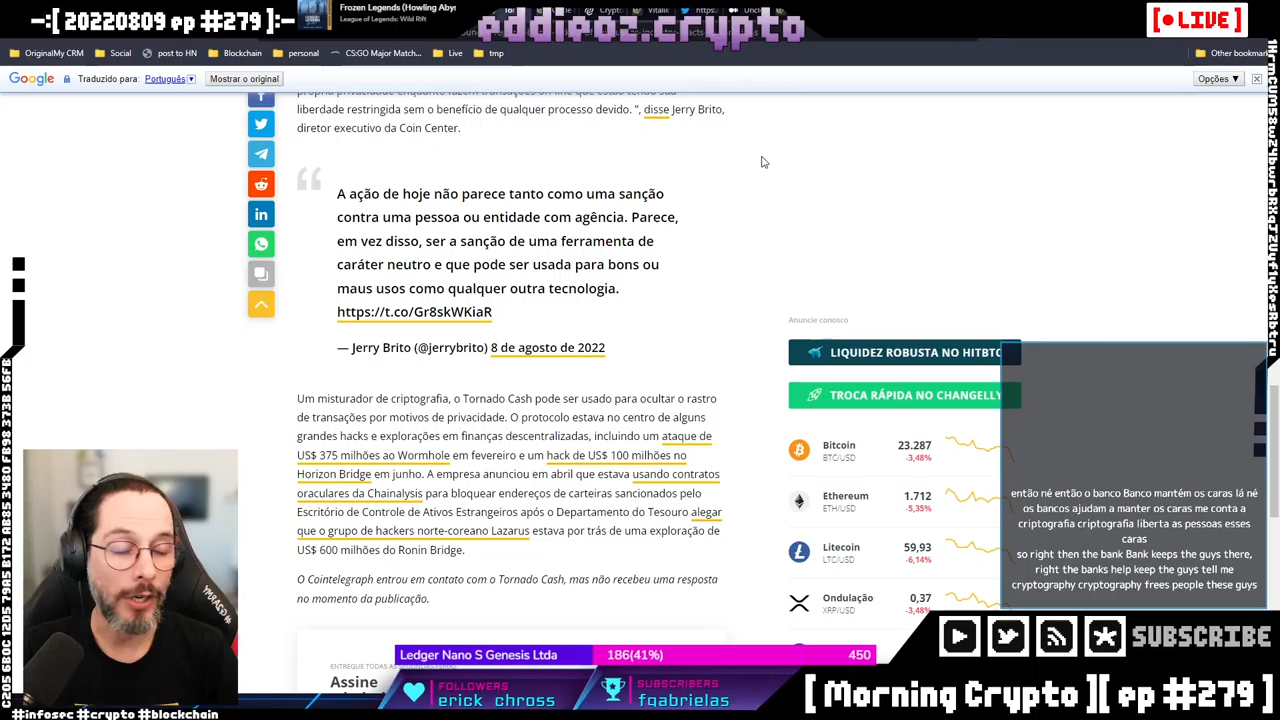 -:[ 20220809 ep #279 ]:-
Frozen Legends (Howling Abys
League of Legends: Wild Rift
eddieoz.crypto
[● LIVE ]
OriginalMy CRM
Social
post to HN
Blockchain
personal
CS:GO Major Match...
Live
tmp
Other bookmar
Google
Traduzido para: Português
Mostrar o original
Opções ▼
liberdade restringida sem o benefício de qualquer processo devido. ”, disse Jerry Brito,
diretor executivo da Coin Center.
A ação de hoje não parece tanto como uma sanção
contra uma pessoa ou entidade com agência. Parece,
em vez disso, ser a sanção de uma ferramenta de
caráter neutro e que pode ser usada para bons ou
maus usos como qualquer outra tecnologia.
https://t.co/Gr8skWKiaR
— Jerry Brito (@jerrybrito) 8 de agosto de 2022
Um misturador de criptografia, o Tornado Cash pode ser usado para ocultar o rastro
de transações por motivos de privacidade. O protocolo estava no centro de alguns
grandes hacks e explorações em finanças descentralizadas, incluindo um ataque de
US$ 375 milhões ao Wormhole em fevereiro e um hack de US$ 100 milhões no
Horizon Bridge em junho. A empresa anunciou em abril que estava usando contratos
oraculares da Chainalysis para bloquear endereços de carteiras sancionados pelo
Escritório de Controle de Ativos Estrangeiros após o Departamento do Tesouro alegar
que o grupo de hackers norte-coreano Lazarus estava por trás de uma exploração de
US$ 600 milhões do Ronin Bridge.
O Cointelegraph entrou em contato com o Tornado Cash, mas não recebeu uma resposta
no momento da publicação.
ENTREGUE TODAS AS
Assine
Anuncie conosco
LIQUIDEZ ROBUSTA NO HITBTC
TROCA RÁPIDA NO CHANGELLY
Bitcoin 23.287
BTC/USD -3,48%
Ethereum 1.712
ETH/USD -5,35%
Litecoin 59,93
LTC/USD -6,14%
Ondulação 0,37
XRP/USD -3,48%
então né então o banco Banco mantém os caras lá né
os bancos ajudam a manter os caras me conta a
criptografia criptografia liberta as pessoas esses
caras
so right then the bank Bank keeps the guys there,
right the banks help keep the guys tell me
cryptography cryptography frees people these guys
Ledger Nano S Genesis Ltda 186(41%) 450
FOLLOWERS
erick_chross
SUBSCRIBERS
fgabrielas
SUBSCRIBE
[ Morning Crypto ][ ep #279 ]
#infosec #crypto #blockchain